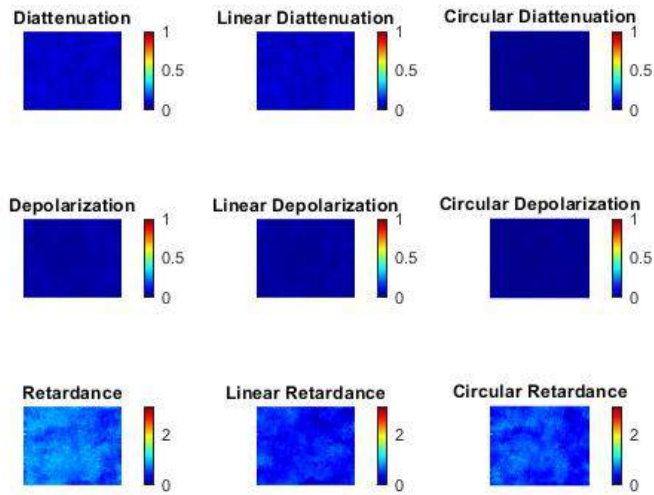 Diattenuation
Linear Diattenuation
Circular Diattenuation
1
0.5
0
1
0.5
0
1
0.5
0
Depolarization
Linear Depolarization
Circular Depolarization
1
0.5
0
1
0.5
0
1
0.5
0
Retardance
Linear Retardance
Circular Retardance
2
0
2
0
2
0